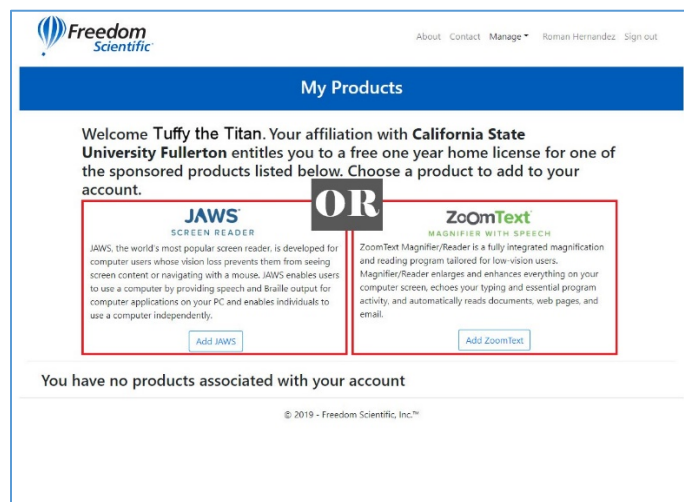 Freedom
Scientific
About Contact Manage Roman Hernandez Sign out
My Products
Welcome Tuffy the Titan. Your affiliation with California State
University Fullerton entitles you to a free one year home license for one of
the sponsored products listed below. Choose a product to add to your
account.
OR
JAWS
SCREEN READER
JAWS, the world's most popular screen reader, is developed for
computer users whose vision loss prevents them from seeing
screen content or navigating with a mouse. JAWS enables users
to use a computer by providing speech and Braille output for
computer applications on your PC and enables individuals to
use a computer independently.
Add JAWS
ZoomText
MAGNIFIER WITH SPEECH
ZoomText Magnifier/Reader is a fully integrated magnification
and reading program tailored for low-vision users.
Magnifier/Reader enlarges and enhances everything on your
computer screen, echoes your typing and essential program
activity, and automatically reads documents, web pages, and
email.
Add ZoomText
You have no products associated with your account
© 2019 - Freedom Scientific, Inc.™